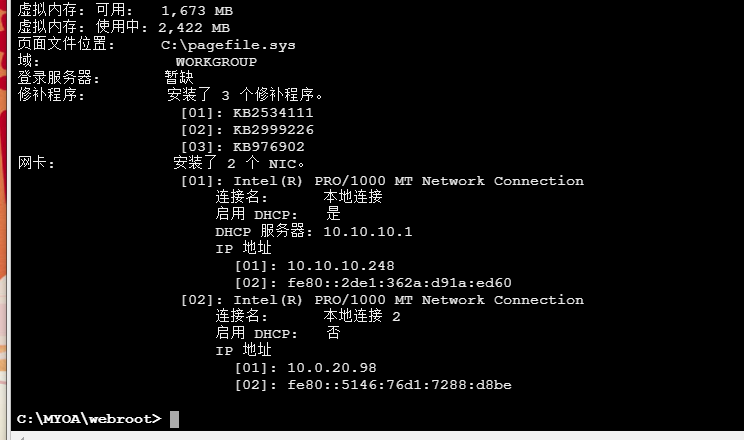 虚拟内存: 可用:   1,673 MB
虚拟内存: 使用中: 2,422 MB
页面文件位置:     C:\pagefile.sys
域:               WORKGROUP
登录服务器:       暂缺
修补程序:         安装了 3 个修补程序。
                  [01]: KB2534111
                  [02]: KB2999226
                  [03]: KB976902
网卡:             安装了 2 个 NIC。
                  [01]: Intel(R) PRO/1000 MT Network Connection
                      连接名:      本地连接
                      启用 DHCP:   是
                      DHCP 服务器: 10.10.10.1
                      IP 地址
                        [01]: 10.10.10.248
                        [02]: fe80::2de1:362a:d91a:ed60
                  [02]: Intel(R) PRO/1000 MT Network Connection
                      连接名:      本地连接 2
                      启用 DHCP:   否
                      IP 地址
                        [01]: 10.0.20.98
                        [02]: fe80::5146:76d1:7288:d8be
C:\MYOA\webroot>